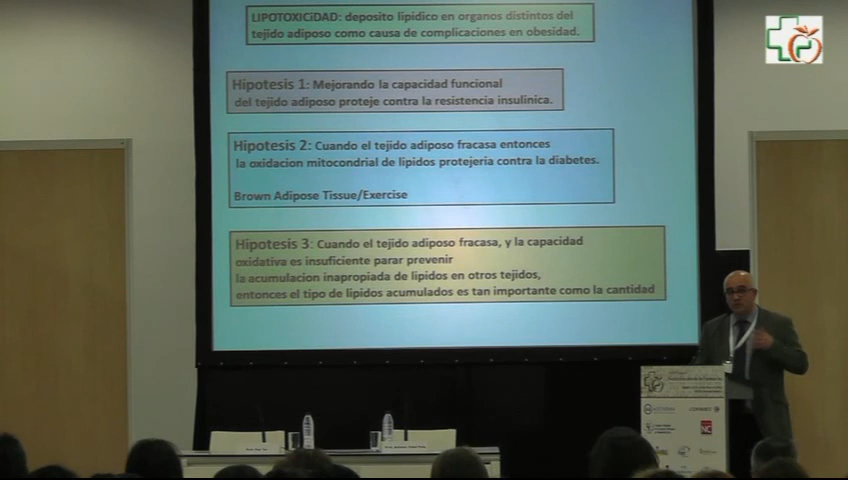 LIPOTOXICiDAD: deposito lipidico en organos distintos del
tejido adiposo como causa de complicaciones en obesidad.
Hipotesis 1: Mejorando la capacidad funcional
del tejido adiposo proteje contra la resistencia insulinica.
Hipotesis 2: Cuando el tejido adiposo fracasa entonces
la oxidacion mitocondrial de lipidos protejeria contra la diabetes.
Brown Adipose Tissue/Exercise
Hipotesis 3: Cuando el tejido adiposo fracasa, y la capacidad
oxidativa es insuficiente parar prevenir
la acumulacion inapropiada de lipidos en otros tejidos,
entonces el tipo de lipidos acumulados es tan importante como la cantidad